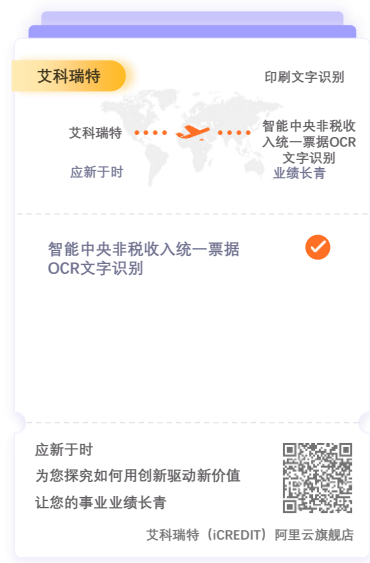 艾科瑞特
印刷文字识别
艾科瑞特
智能中央非税收
入统一票据OCR
文字识别
应新于时
业绩长青
智能中央非税收入统一票据
OCR文字识别
应新于时
为您探究如何用创新驱动新价值
让您的事业业绩长青
艾科瑞特（iCREDIT）阿里云旗舰店